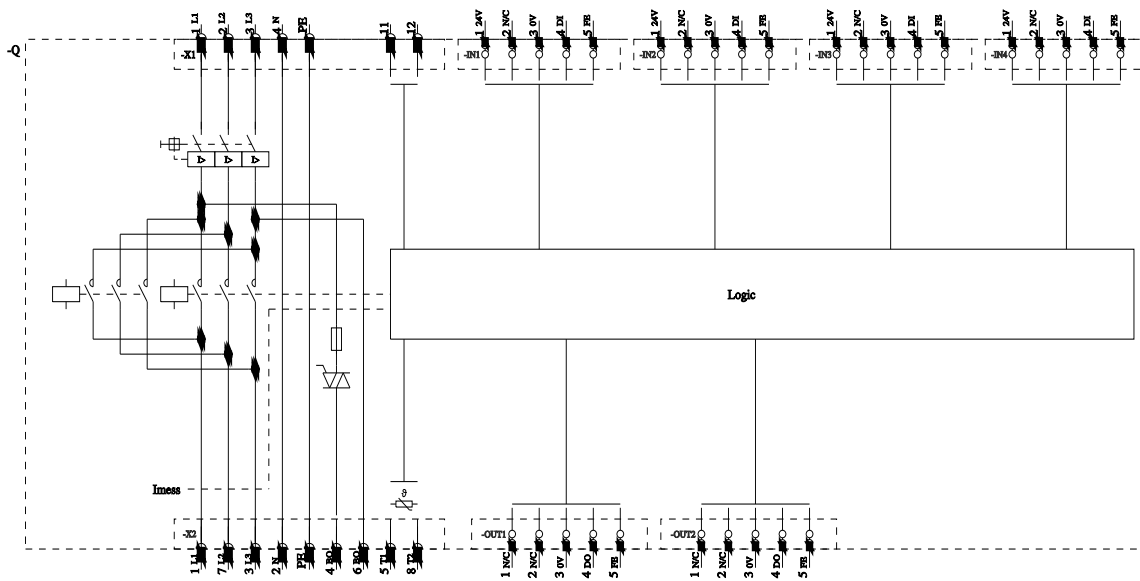 -Q
-X1
1 L1
2 L2
3 L3
4 N
PE
11
12
-IN1
1 24V
2 N/C
3 0V
4 DI
5 FE
-IN2
1 24V
2 N/C
3 0V
4 DI
5 FE
-IN3
1 24V
2 N/C
3 0V
4 DI
5 FE
-IN4
1 24V
2 N/C
3 0V
4 DI
5 FE
I>
I>
I>
Logic
Imess
ϑ
-X2
1 L1
7 L2
3 L3
2 N
PE
4 BO
6 BO
5 T1
8 T2
-OUT1
1 N/C
2 N/C
3 0V
4 DO
5 FE
-OUT2
1 N/C
2 N/C
3 0V
4 DO
5 FE